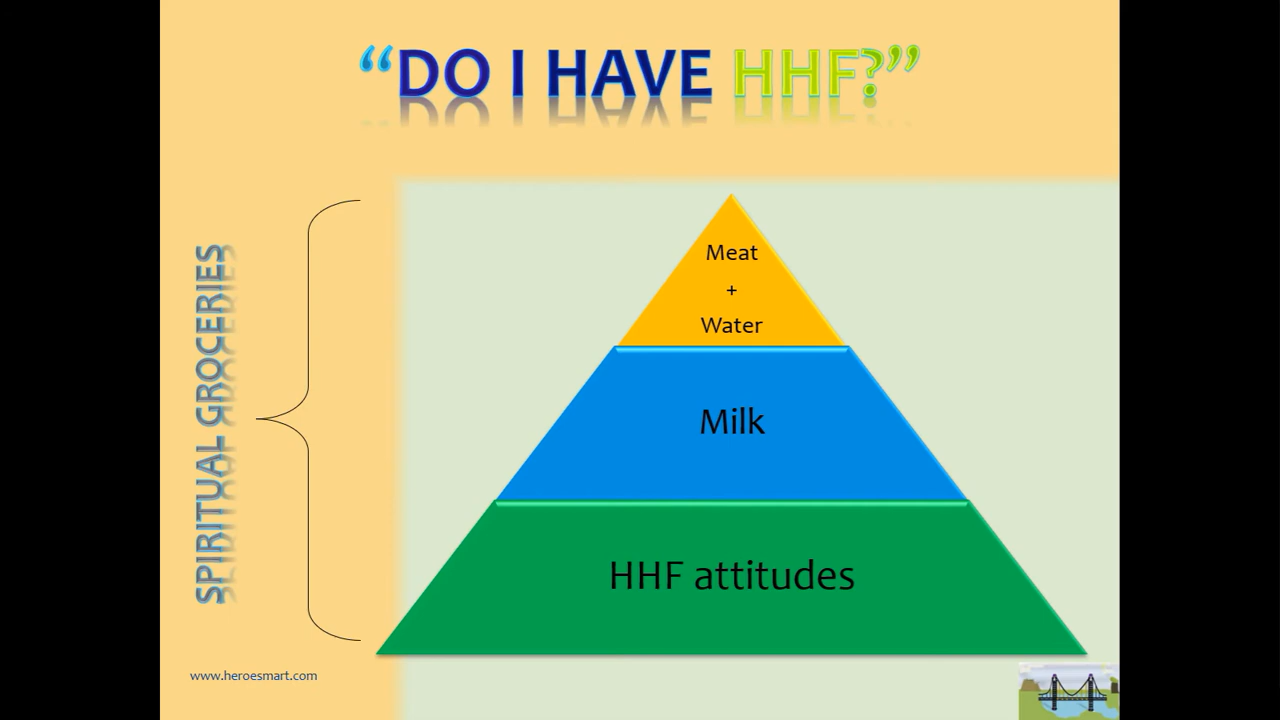 “DO I HAVE HHF?”
SPIRITUAL GROCERIES
Meat
+
Water
Milk
HHF attitudes
www.heroesmart.com